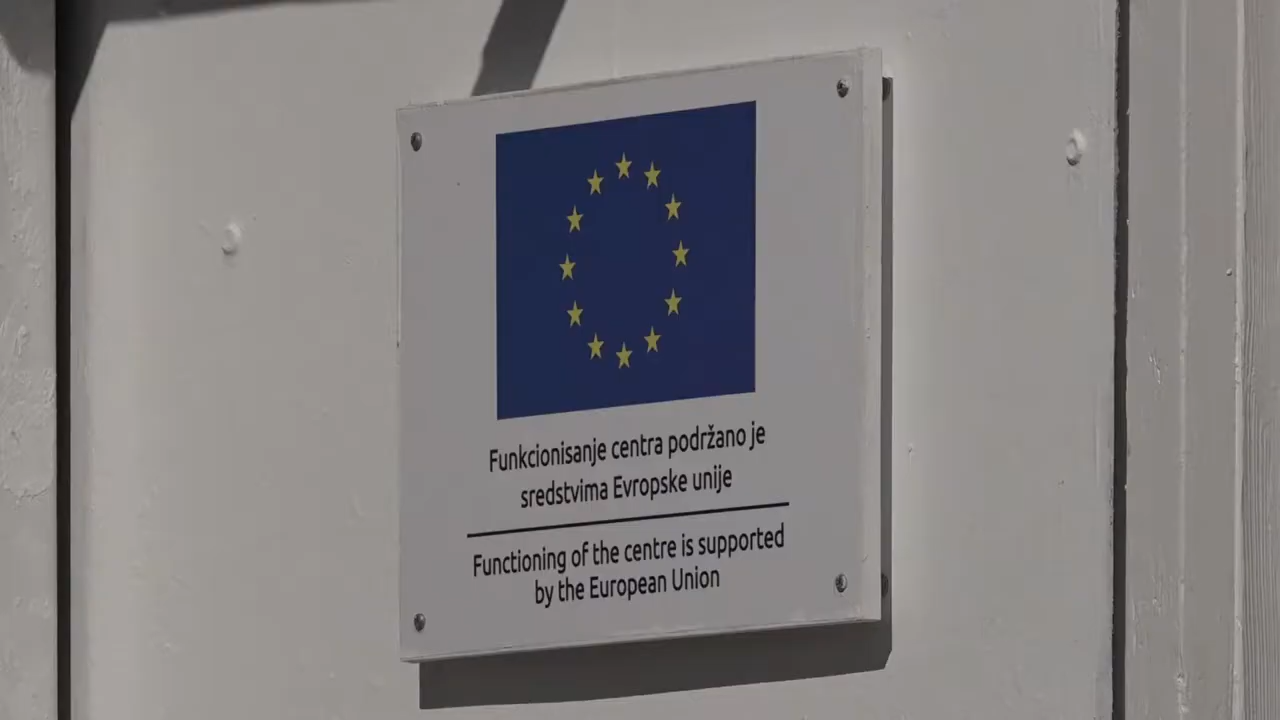 Funkcionisanje centra podržano je
sredstvima Evropske unije
Functioning of the centre is supported
by the European Union